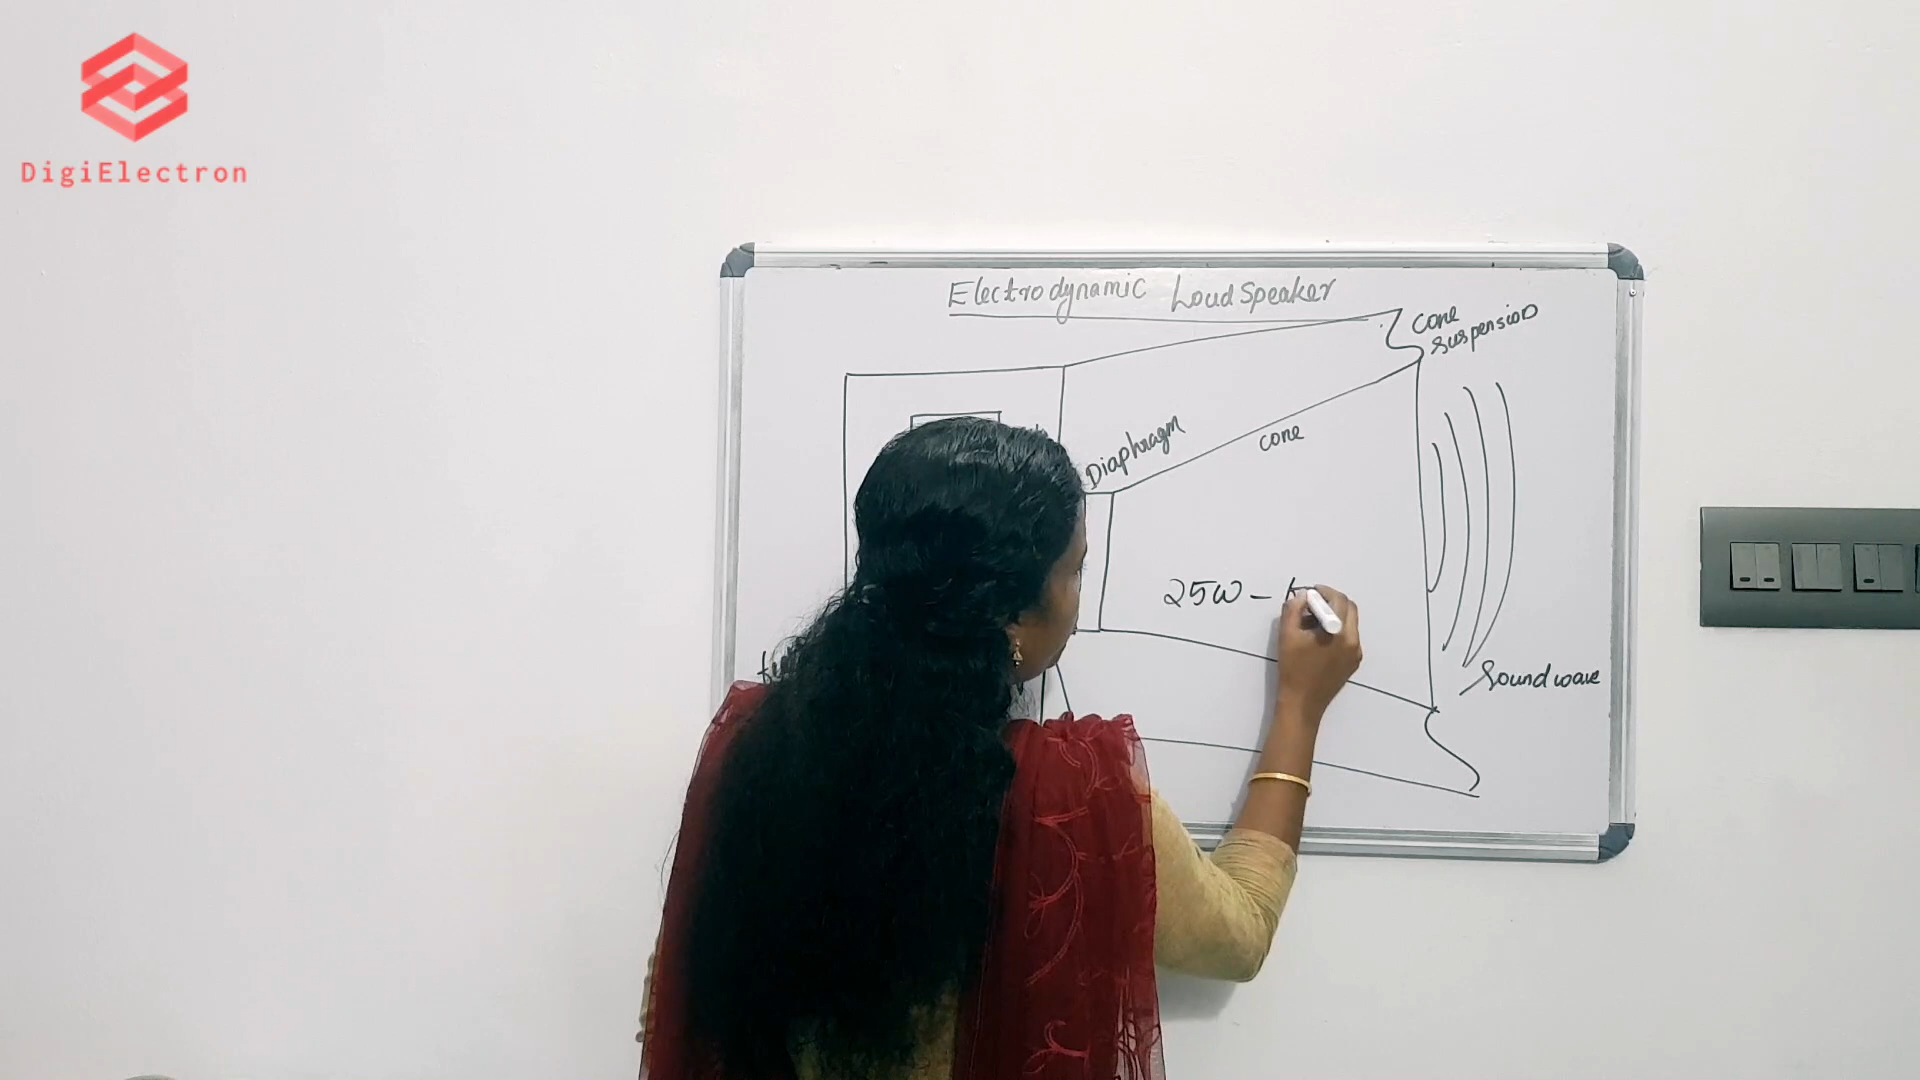 DigiElectron
Electrodynamic Loud Speaker
cone
suspension
Diaphragm
cone
25W –
Sound wave